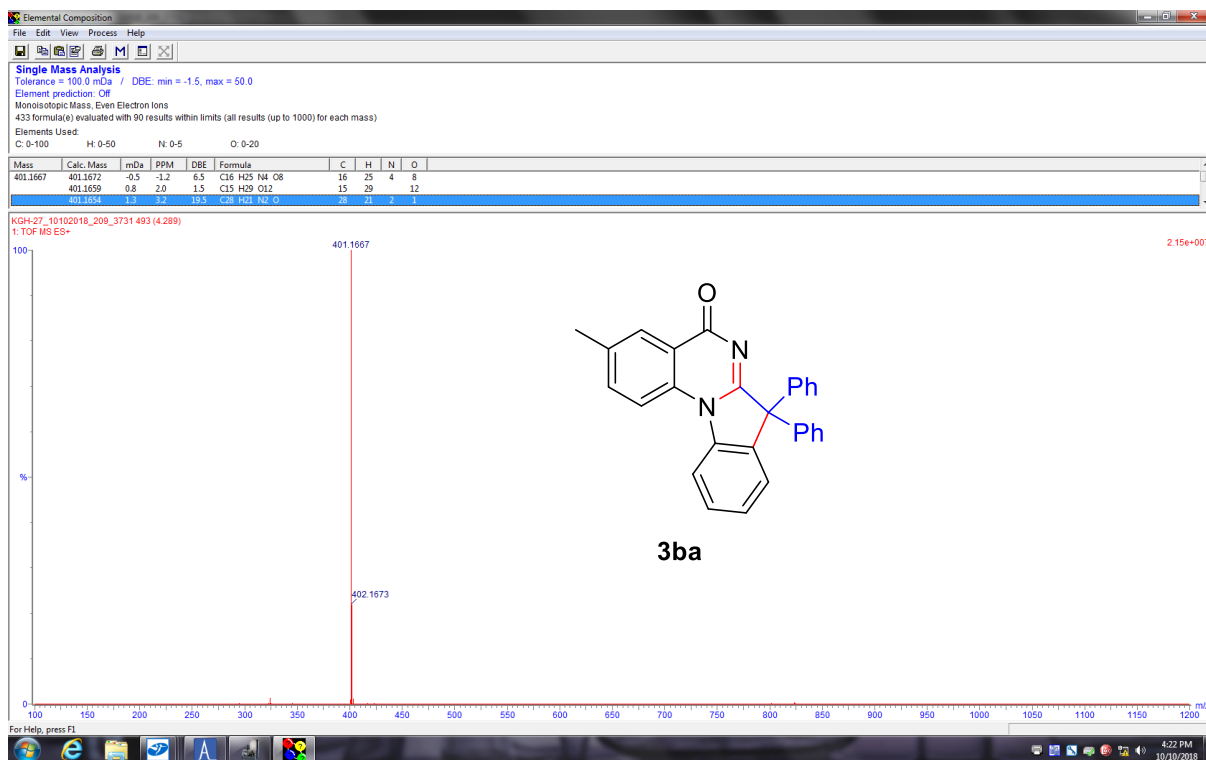 Elemental Composition
File Edit View Process Help
Single Mass Analysis
Tolerance = 100.0 mDa / DBE: min = -1.5, max = 50.0
Element prediction: Off
Monoisotopic Mass, Even Electron Ions
433 formula(e) evaluated with 90 results within limits (all results (up to 1000) for each mass)
Elements Used:
C: 0-100 H: 0-50 N: 0-5 O: 0-20
Mass Calc. Mass mDa PPM DBE Formula C H N O
401.1667 401.1672 -0.5 -1.2 6.5 C16 H25 N4 O8 16 25 4 8
401.1659 0.8 2.0 1.5 C15 H29 O12 15 29 12
401.1654 1.3 3.2 19.5 C28 H21 N2 O 28 21 2 1
KGH-27_10102018_209_3731 493 (4.289)
1: TOF MS ES+
2.15e+007
100
401.1667
O
N
Ph
N
Ph
%
3ba
402.1673
0
100 150 200 250 300 350 400 450 500 550 600 650 700 750 800 850 900 950 1000 1050 1100 1150 1200
For Help, press F1
4:22 PM
10/10/2018